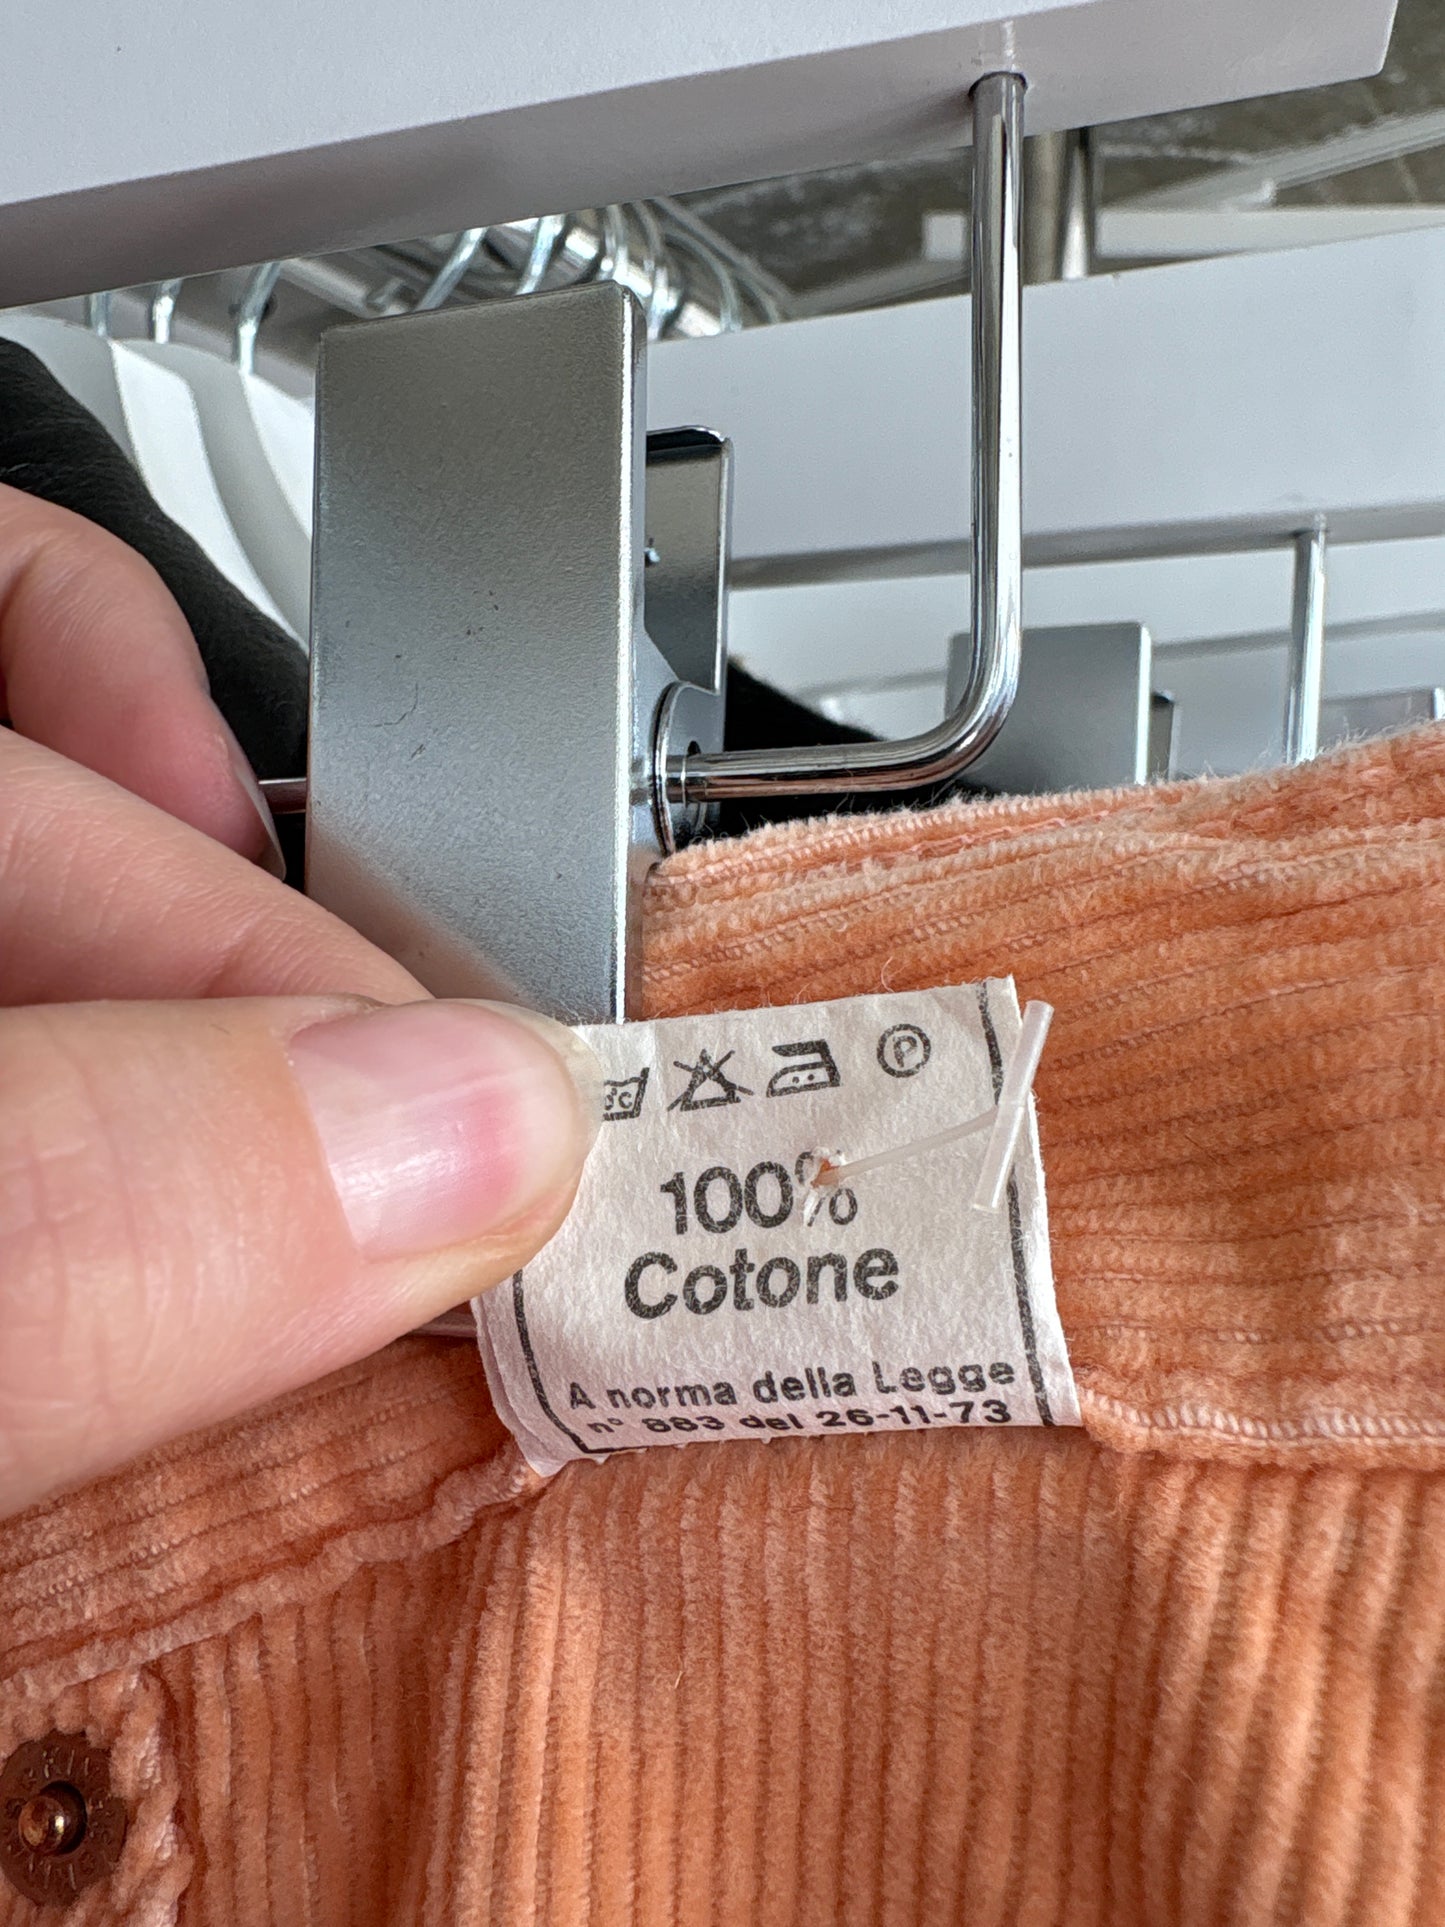 °C
P
100%
Cotone
A norma della Legge
n° 883 del 26-11-73